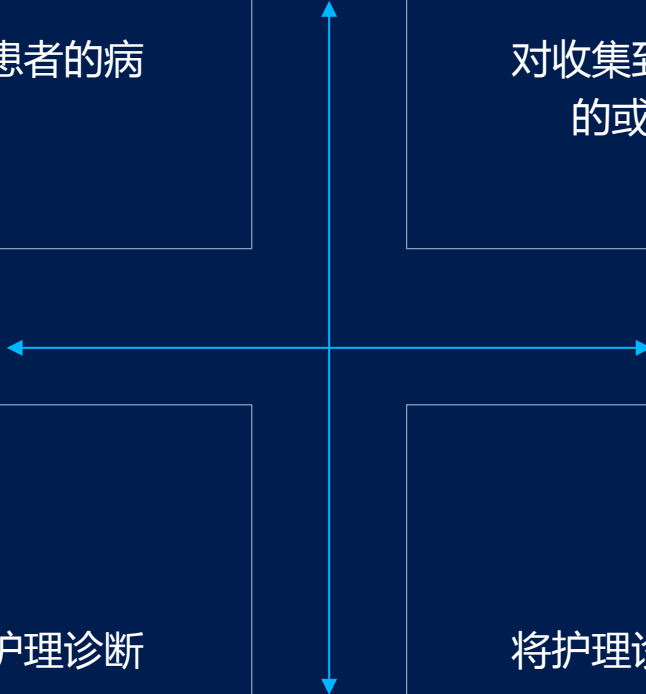 患者的病
对收集到
的或
护理诊断
将护理诊